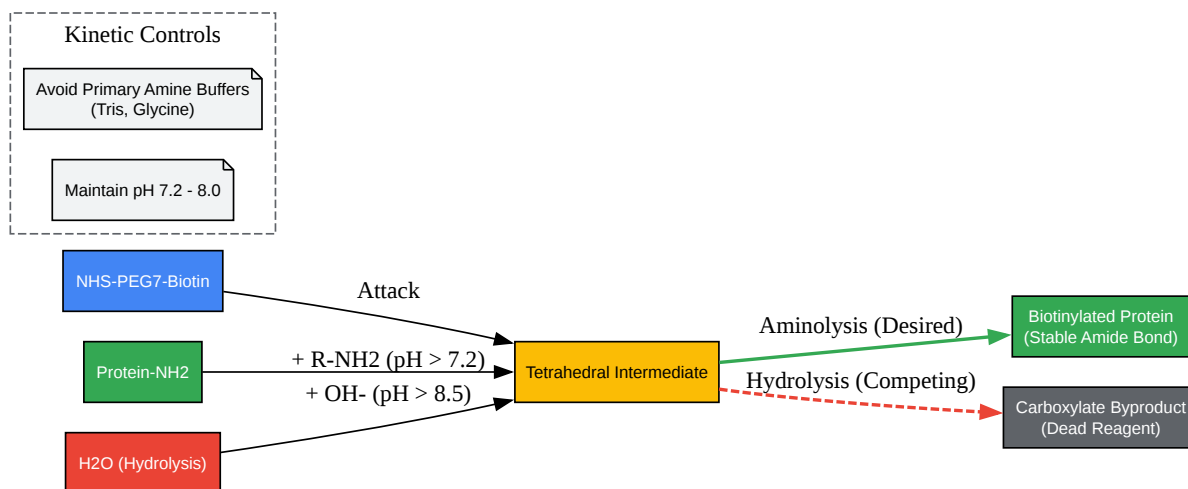 Kinetic Controls
Avoid Primary Amine Buffers
(Tris, Glycine)
Maintain pH 7.2 - 8.0
NHS-PEG7-Biotin
Attack
Protein-NH2
+ R-NH2 (pH > 7.2)
+ OH- (pH > 8.5)
H2O (Hydrolysis)
Tetrahedral Intermediate
Aminolysis (Desired)
Hydrolysis (Competing)
Biotinylated Protein
(Stable Amide Bond)
Carboxylate Byproduct
(Dead Reagent)